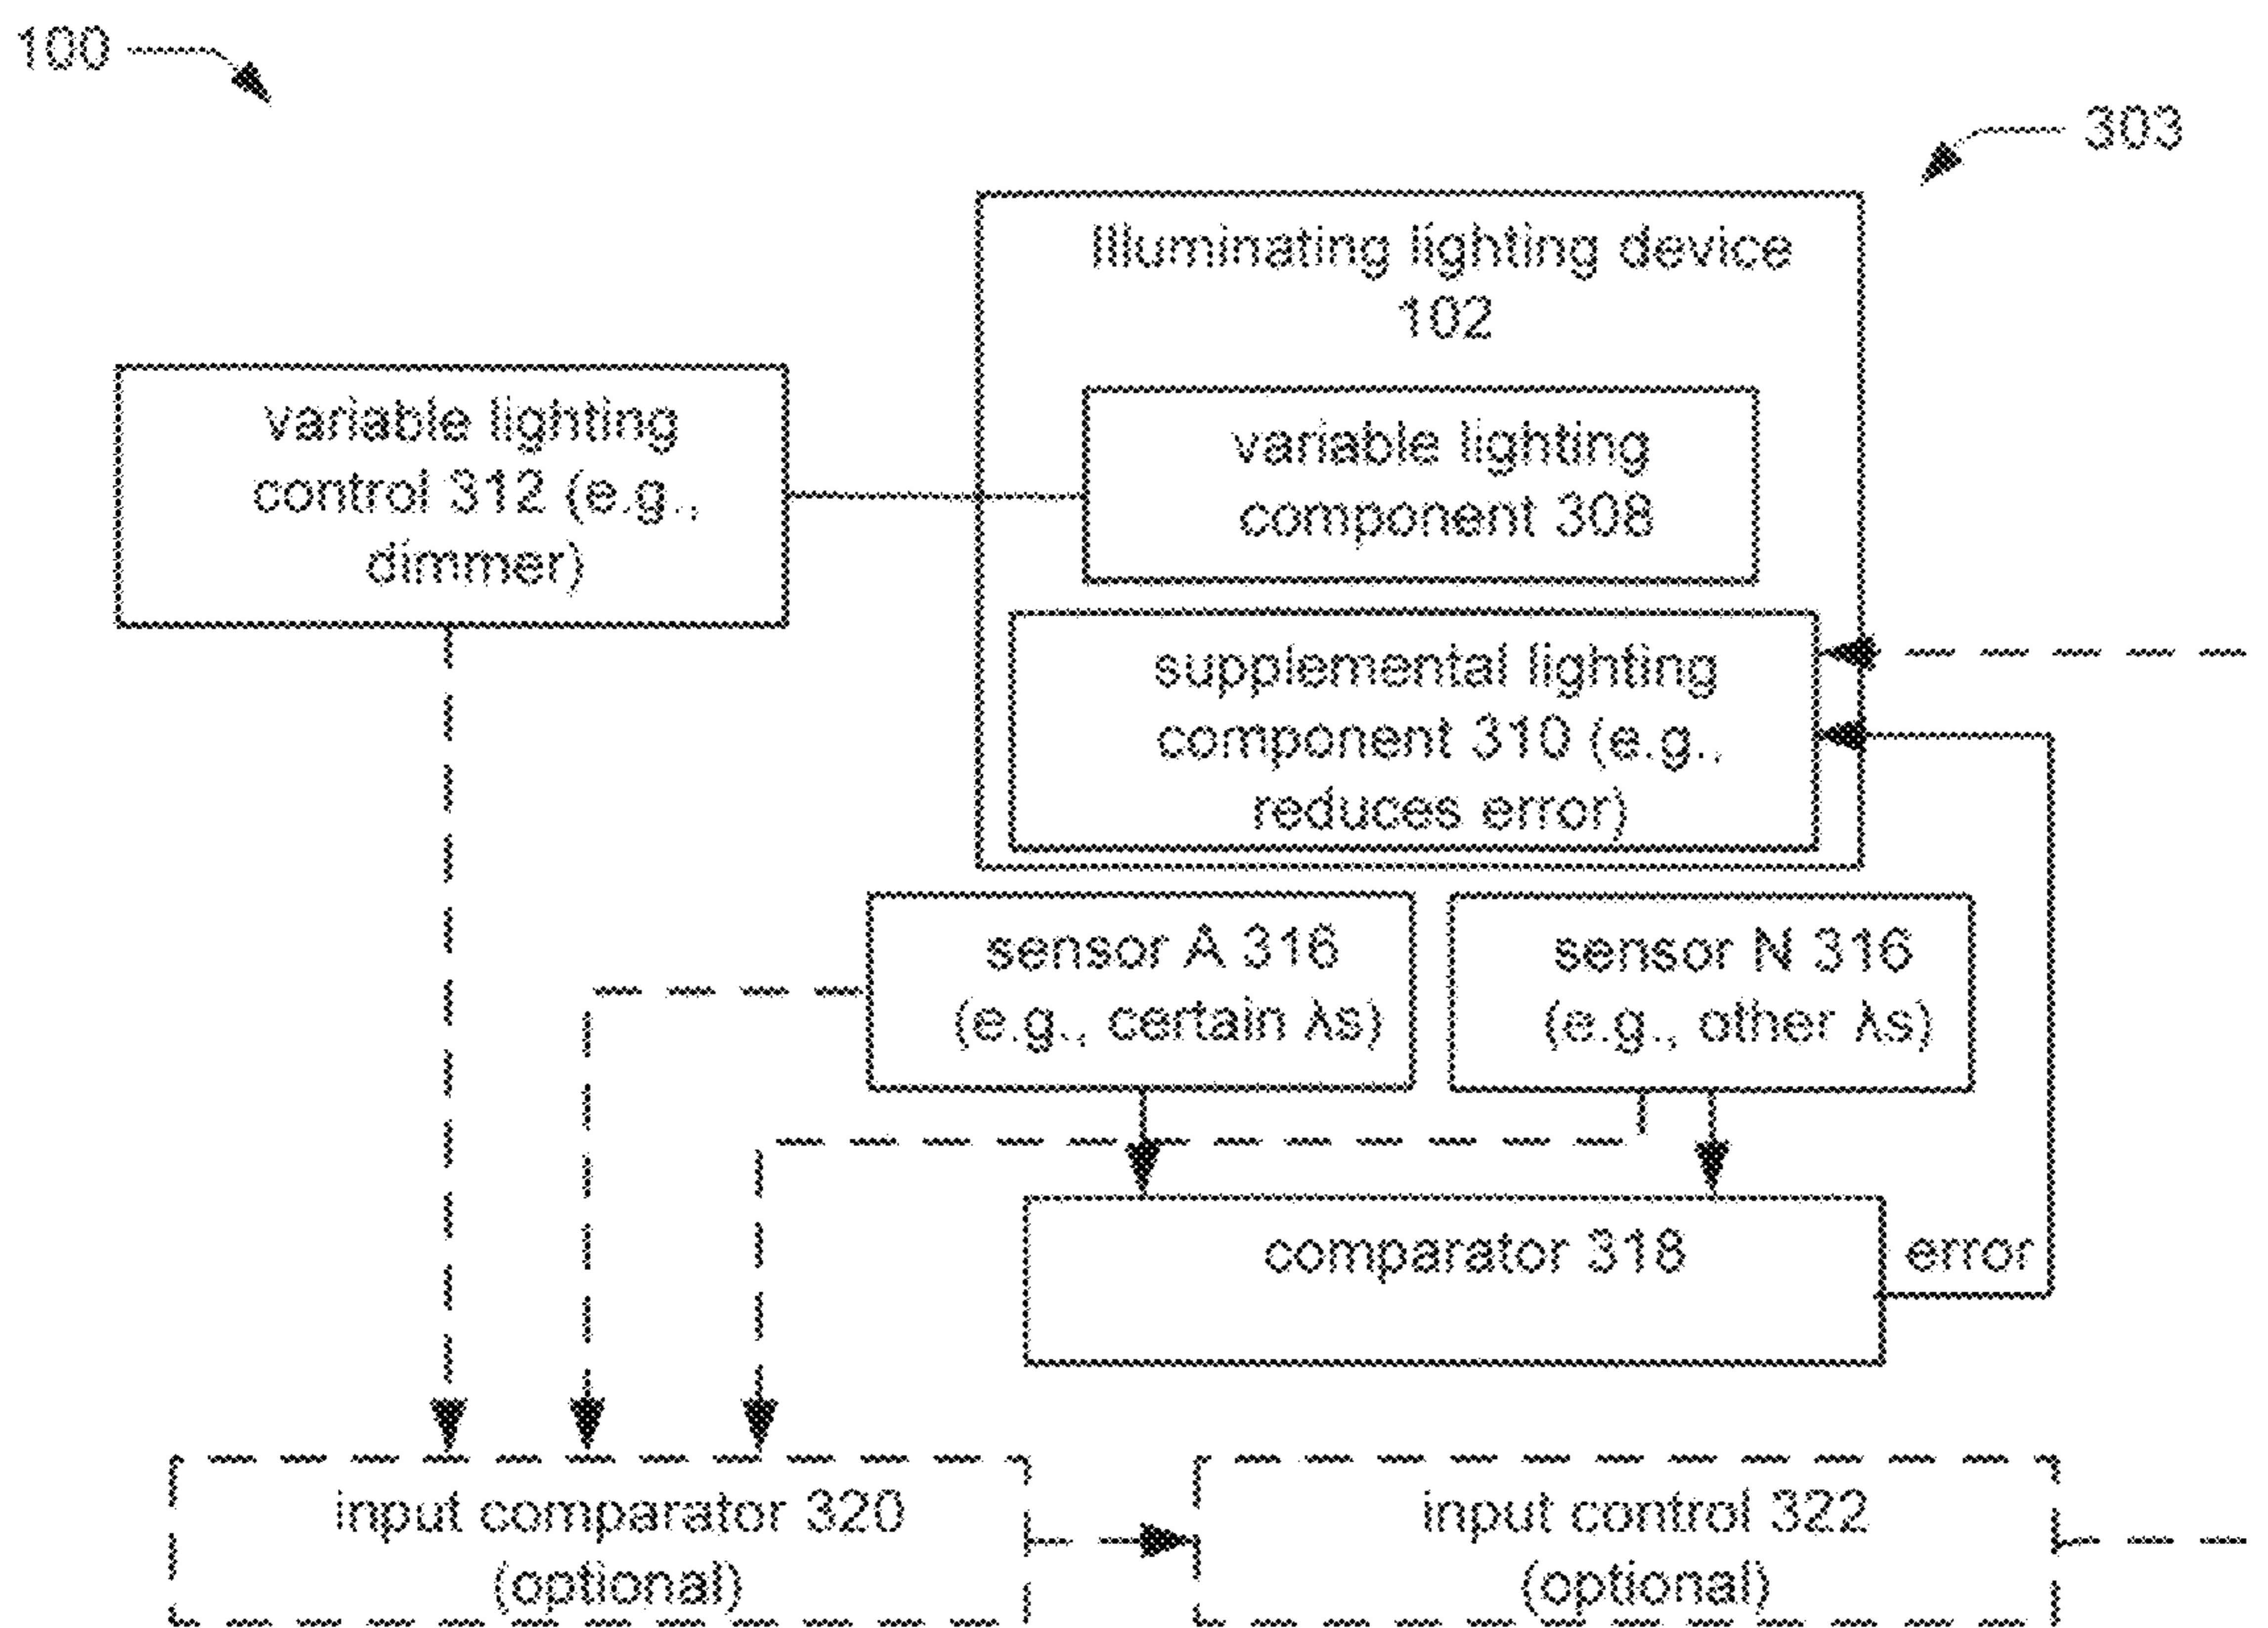 100
303
Illuminating lighting device
102
variable lighting
control 312 (e.g.,
dimmer)
variable lighting
component 308
supplemental lighting
component 310 (e.g.,
reduces error)
sensor A 316
(e.g., certain λs)
sensor N 316
(e.g., other λs)
comparator 318
error
input comparator 320
(optional)
input control 322
(optional)